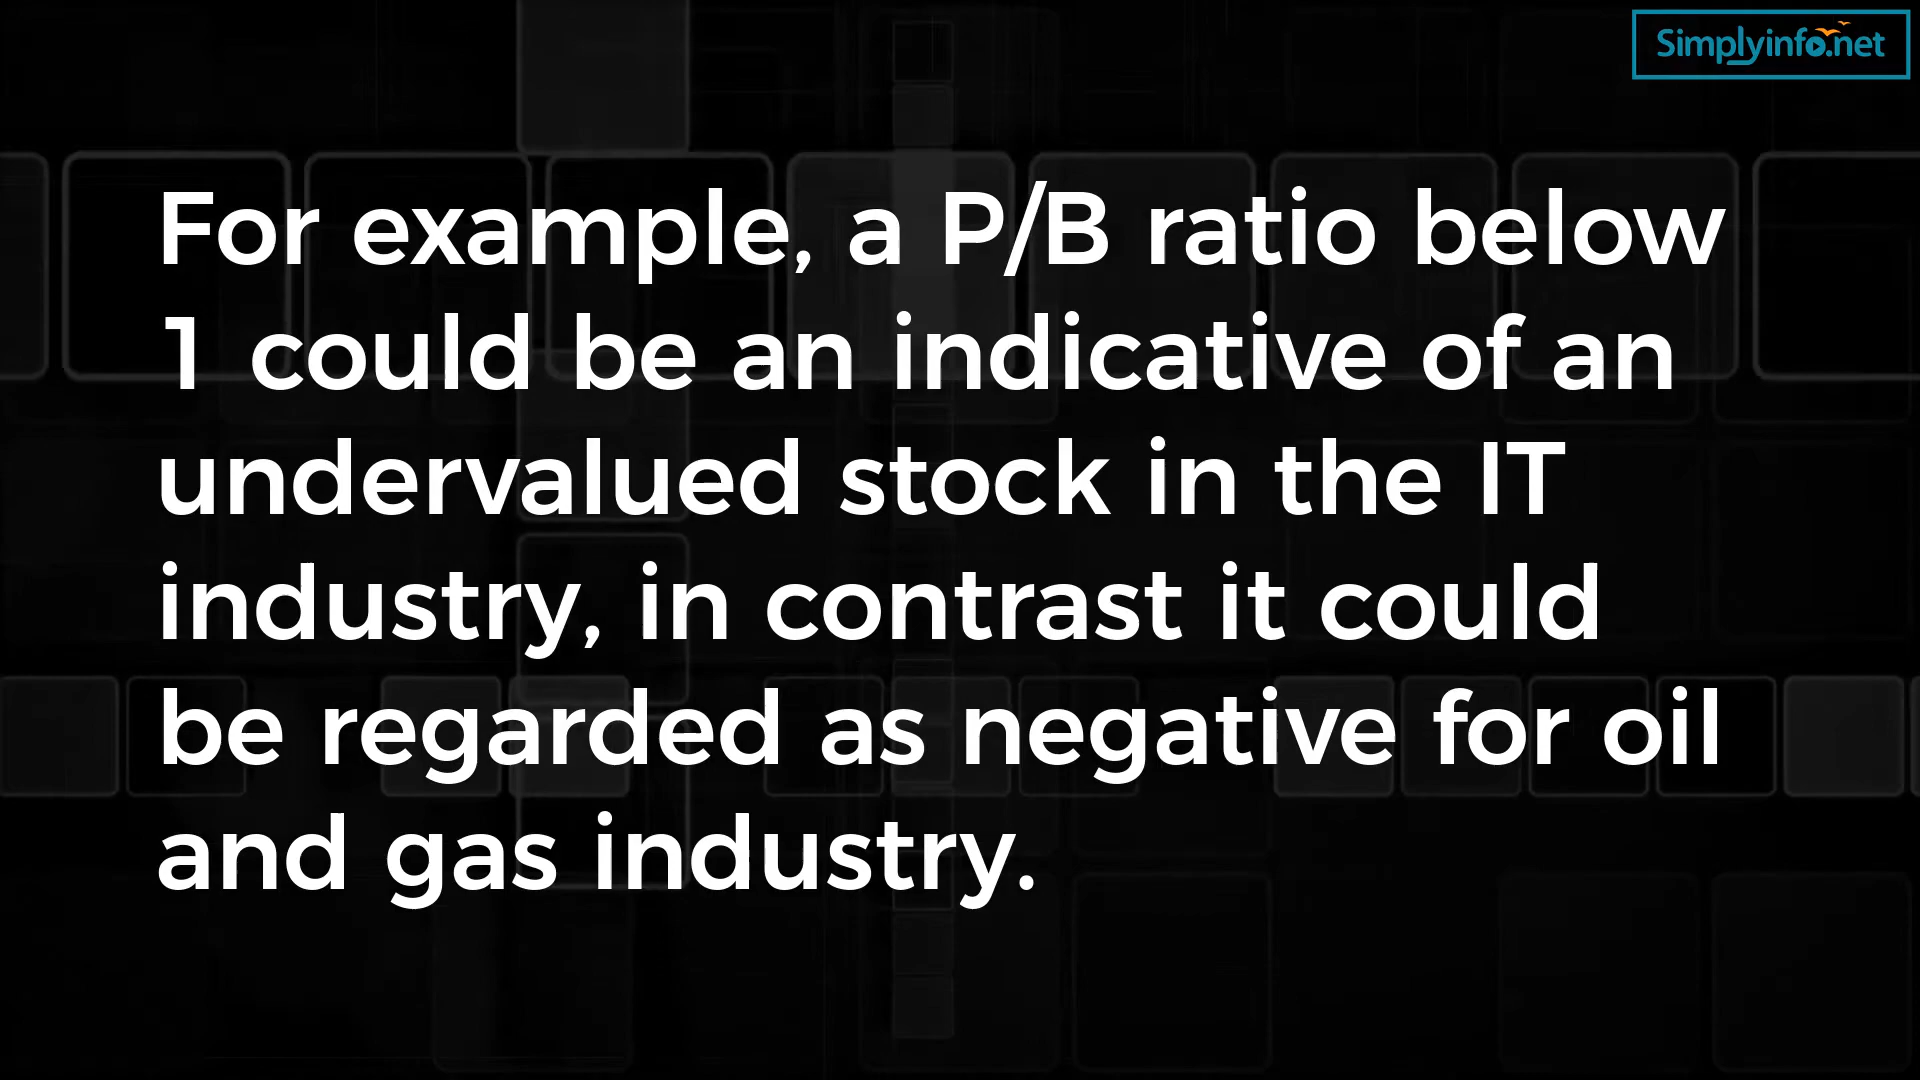 Simplyinfo.net
For example, a P/B ratio below
1 could be an indicative of an
undervalued stock in the IT
industry, in contrast it could
be regarded as negative for oil
and gas industry.